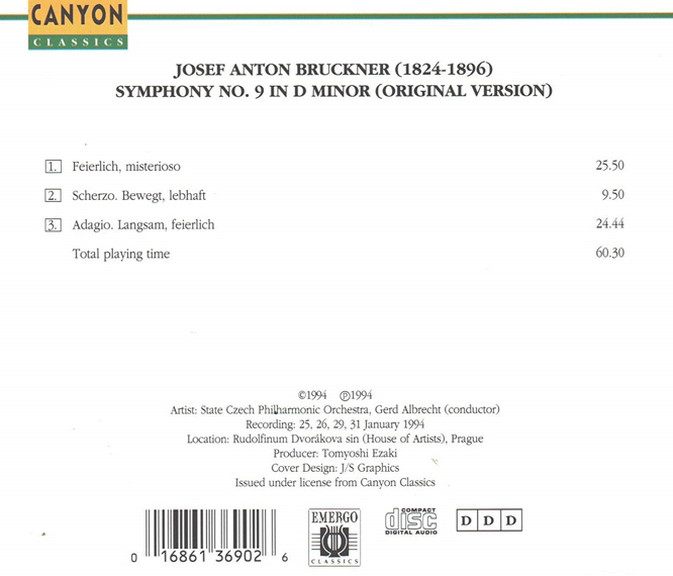 CANYON
CLASSICS
JOSEF ANTON BRUCKNER (1824-1896)
SYMPHONY NO. 9 IN D MINOR (ORIGINAL VERSION)
1. Feierlich, misterioso 25.50
2. Scherzo. Bewegt, lebhaft 9.50
3. Adagio. Langsam, feierlich 24.44
Total playing time 60.30
©1994 ℗1994
Artist: State Czech Philharmonic Orchestra, Gerd Albrecht (conductor)
Recording: 25, 26, 29, 31 January 1994
Location: Rudolfinum Dvorákova sin (House of Artists), Prague
Producer: Tomyoshi Ezaki
Cover Design: J/S Graphics
Issued under license from Canyon Classics
0 16861 36902 6
EMERGO
CLASSICS
COMPACT
disc
DIGITAL AUDIO
D D D